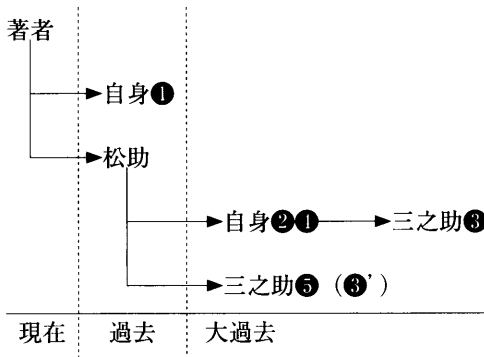 著者
自身❶
松助
自身❷❶ 三之助❸
三之助❺（❸’）
現在 過去 大過去